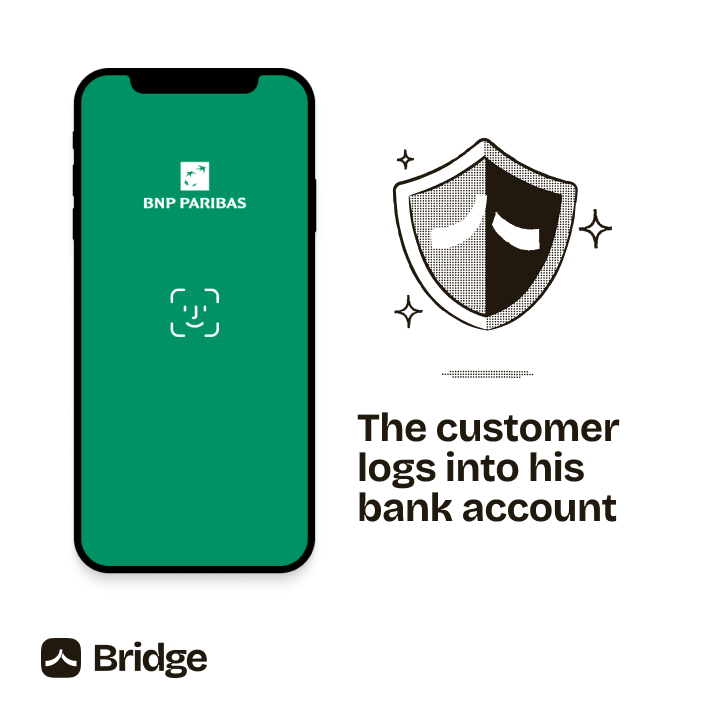 BNP PARIBAS
The customer
logs into his
bank account
Bridge